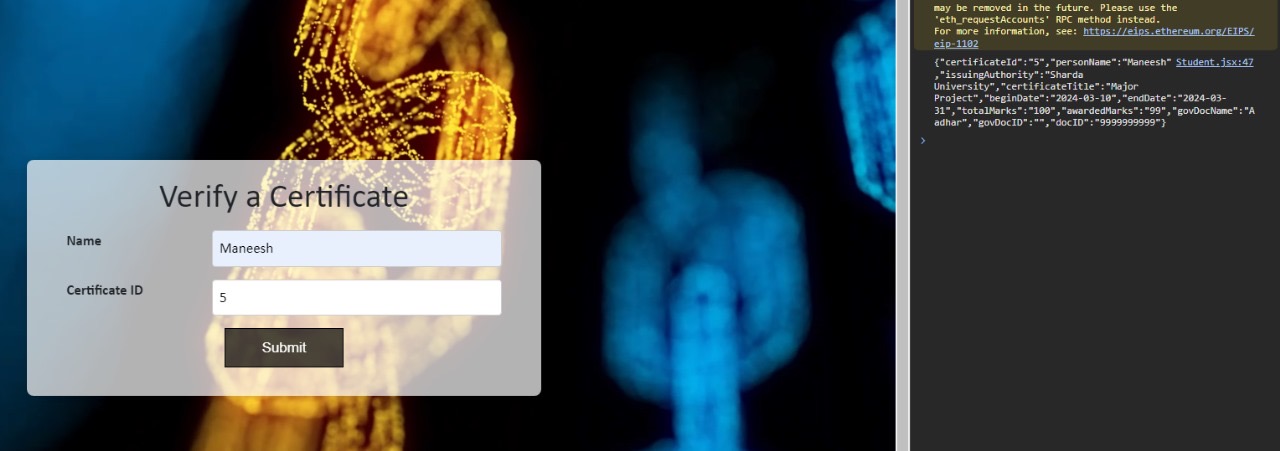 Verify a Certificate
Name
Maneesh
Certificate ID
5
Submit
may be removed in the future. Please use the
'eth_requestAccounts' RPC method instead.
For more information, see: https://eips.ethereum.org/EIPS/
eip-1102
{"certificateId":"5","personName":"Maneesh" Student.jsx:47
,"issuingAuthority":"Sharda
University","certificateTitle":"Major
Project","beginDate":"2024-03-10","endDate":"2024-03-
31","totalMarks":"100","awardedMarks":"99","govDocName":"A
adhar","govDocID":"","docID":"9999999999"}